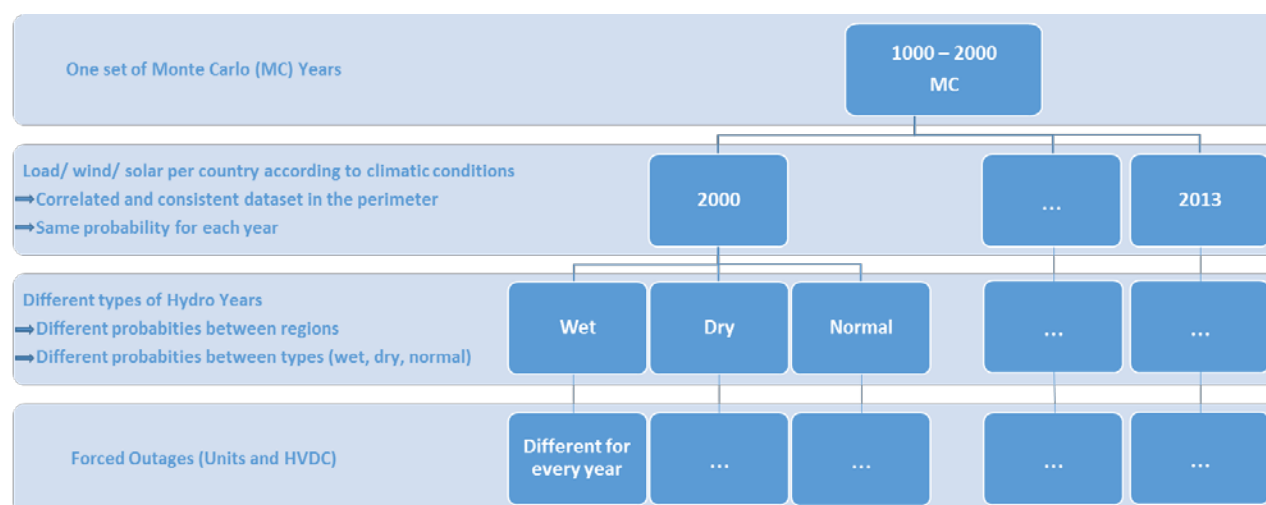 One set of Monte Carlo (MC) Years
1000 – 2000
MC
Load/ wind/ solar per country according to climatic conditions
Correlated and consistent dataset in the perimeter
Same probability for each year
2000
...
2013
Different types of Hydro Years
Different probabities between regions
Different probabities between types (wet, dry, normal)
Wet
Dry
Normal
...
...
Forced Outages (Units and HVDC)
Different for
every year
...
...
...
...